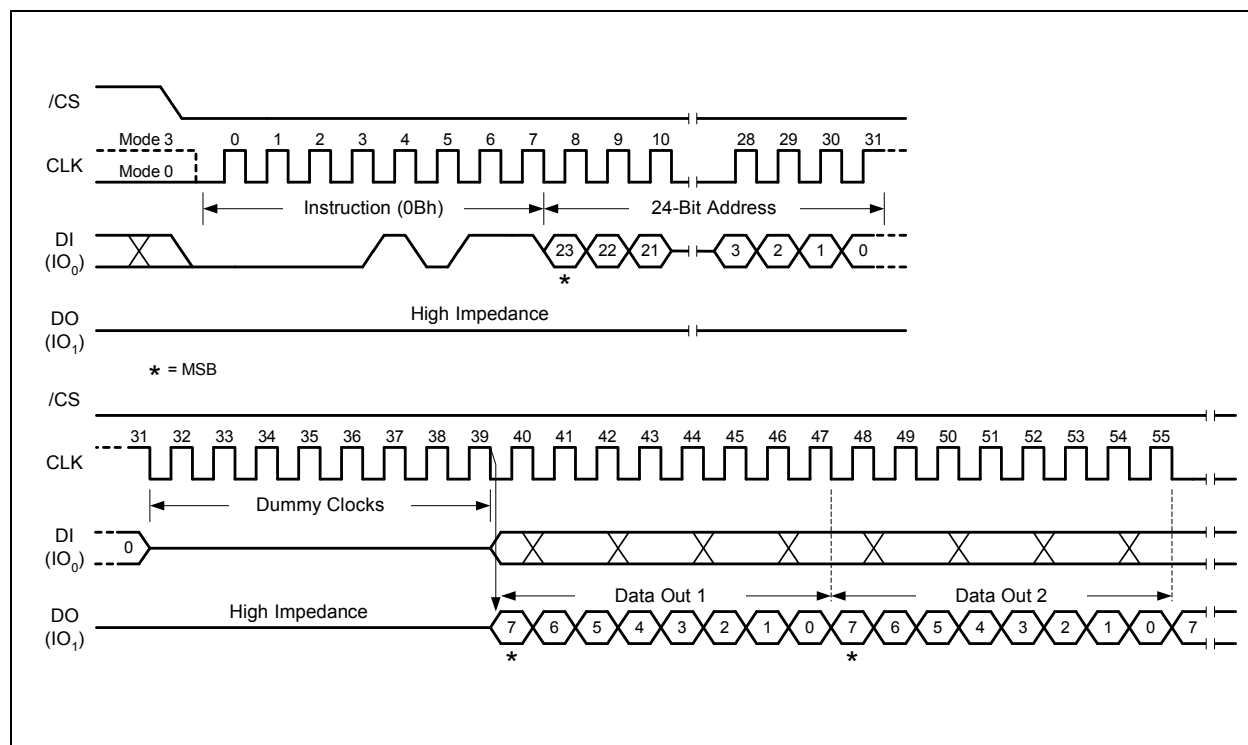 /CS
Mode 3 0 1 2 3 4 5 6 7 8 9 10 28 29 30 31
CLK
Mode 0
Instruction (0Bh) 24-Bit Address
DI
(IO0) 23 22 21 3 2 1 0
*
High Impedance
DO
(IO1)
* = MSB
/CS
31 32 33 34 35 36 37 38 39 40 41 42 43 44 45 46 47 48 49 50 51 52 53 54 55
CLK
Dummy Clocks
DI
(IO0) 0
Data Out 1 Data Out 2
High Impedance
DO
(IO1) 7 6 5 4 3 2 1 0 7 6 5 4 3 2 1 0 7
* *